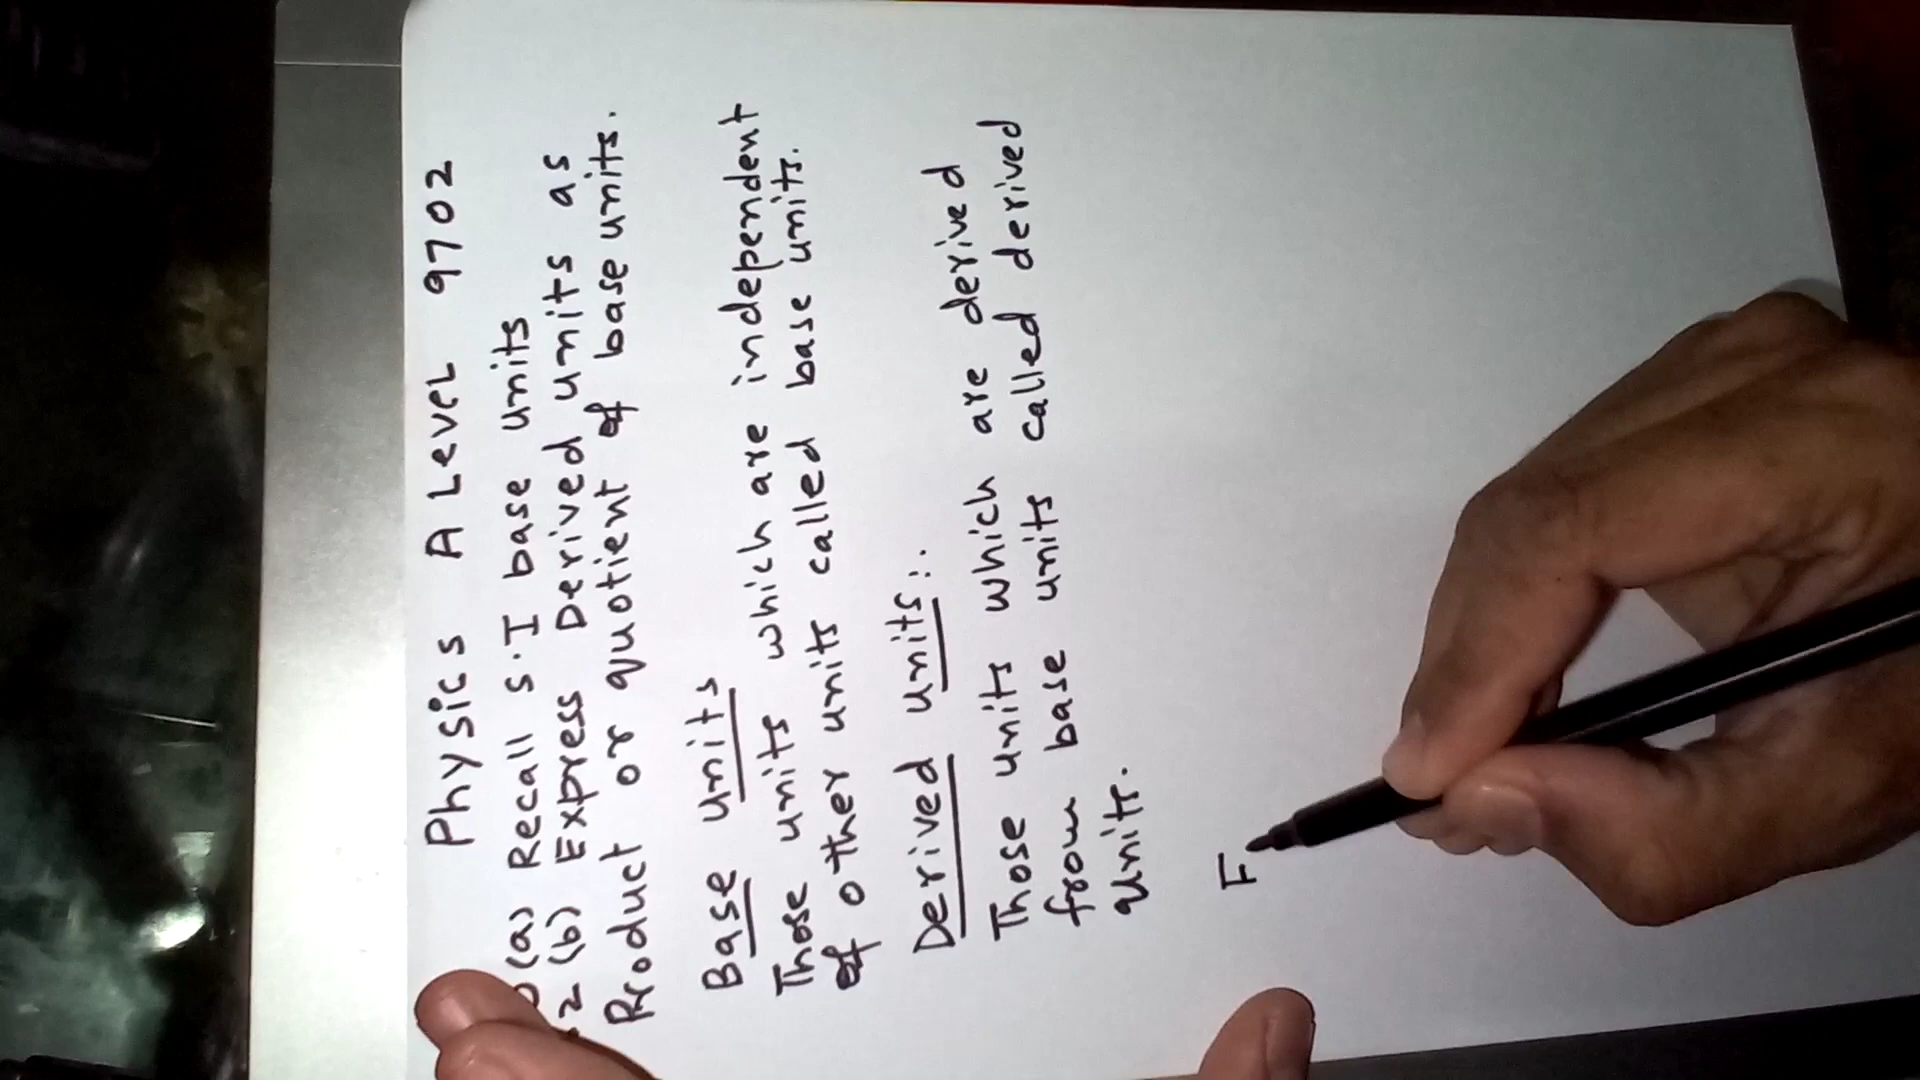 Physics A Level 9702
(a) Recall S.I base units
2 (b) Express Derived units as
Product or quotient of base units.
Base units
Those units which are independent
of other units called base units.
Derived units:.
Those units which are derived
from base units called derived
units.
F